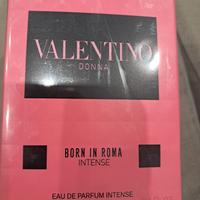 VALENTINO
DONNA
BORN IN ROMA
INTENSE
EAU DE PARFUM INTENSE